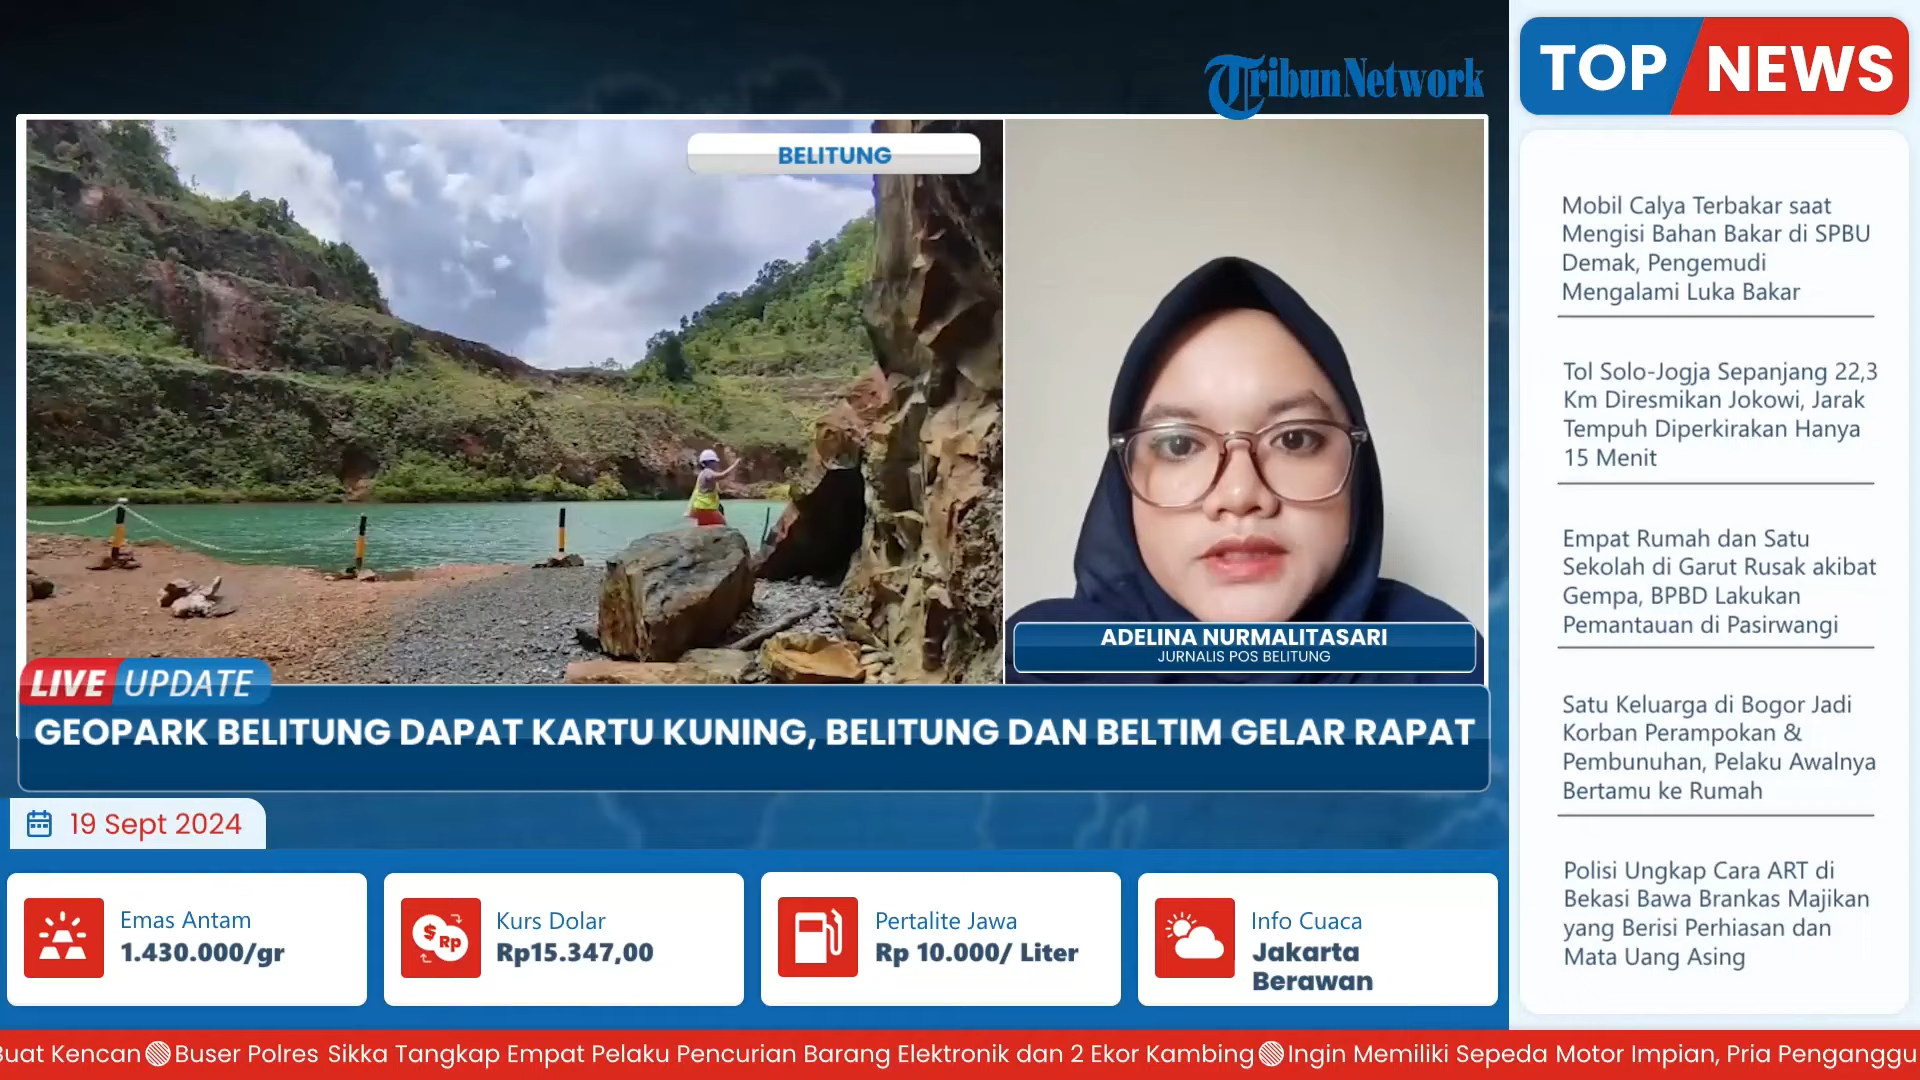 TribunNetwork
TOP NEWS
BELITUNG
ADELINA NURMALITASARI
JURNALIS POS BELITUNG
LIVE UPDATE
GEOPARK BELITUNG DAPAT KARTU KUNING, BELITUNG DAN BELTIM GELAR RAPAT
19 Sept 2024
Emas Antam
1.430.000/gr
Kurs Dolar
Rp15.347,00
Pertalite Jawa
Rp 10.000/ Liter
Info Cuaca
Jakarta
Berawan
Mobil Calya Terbakar saat
Mengisi Bahan Bakar di SPBU
Demak, Pengemudi
Mengalami Luka Bakar
Tol Solo-Jogja Sepanjang 22,3
Km Diresmikan Jokowi, Jarak
Tempuh Diperkirakan Hanya
15 Menit
Empat Rumah dan Satu
Sekolah di Garut Rusak akibat
Gempa, BPBD Lakukan
Pemantauan di Pasirwangi
Satu Keluarga di Bogor Jadi
Korban Perampokan &
Pembunuhan, Pelaku Awalnya
Bertamu ke Rumah
Polisi Ungkap Cara ART di
Bekasi Bawa Brankas Majikan
yang Berisi Perhiasan dan
Mata Uang Asing
Buat Kencan Buser Polres Sikka Tangkap Empat Pelaku Pencurian Barang Elektronik dan 2 Ekor Kambing Ingin Memiliki Sepeda Motor Impian, Pria Penganggu